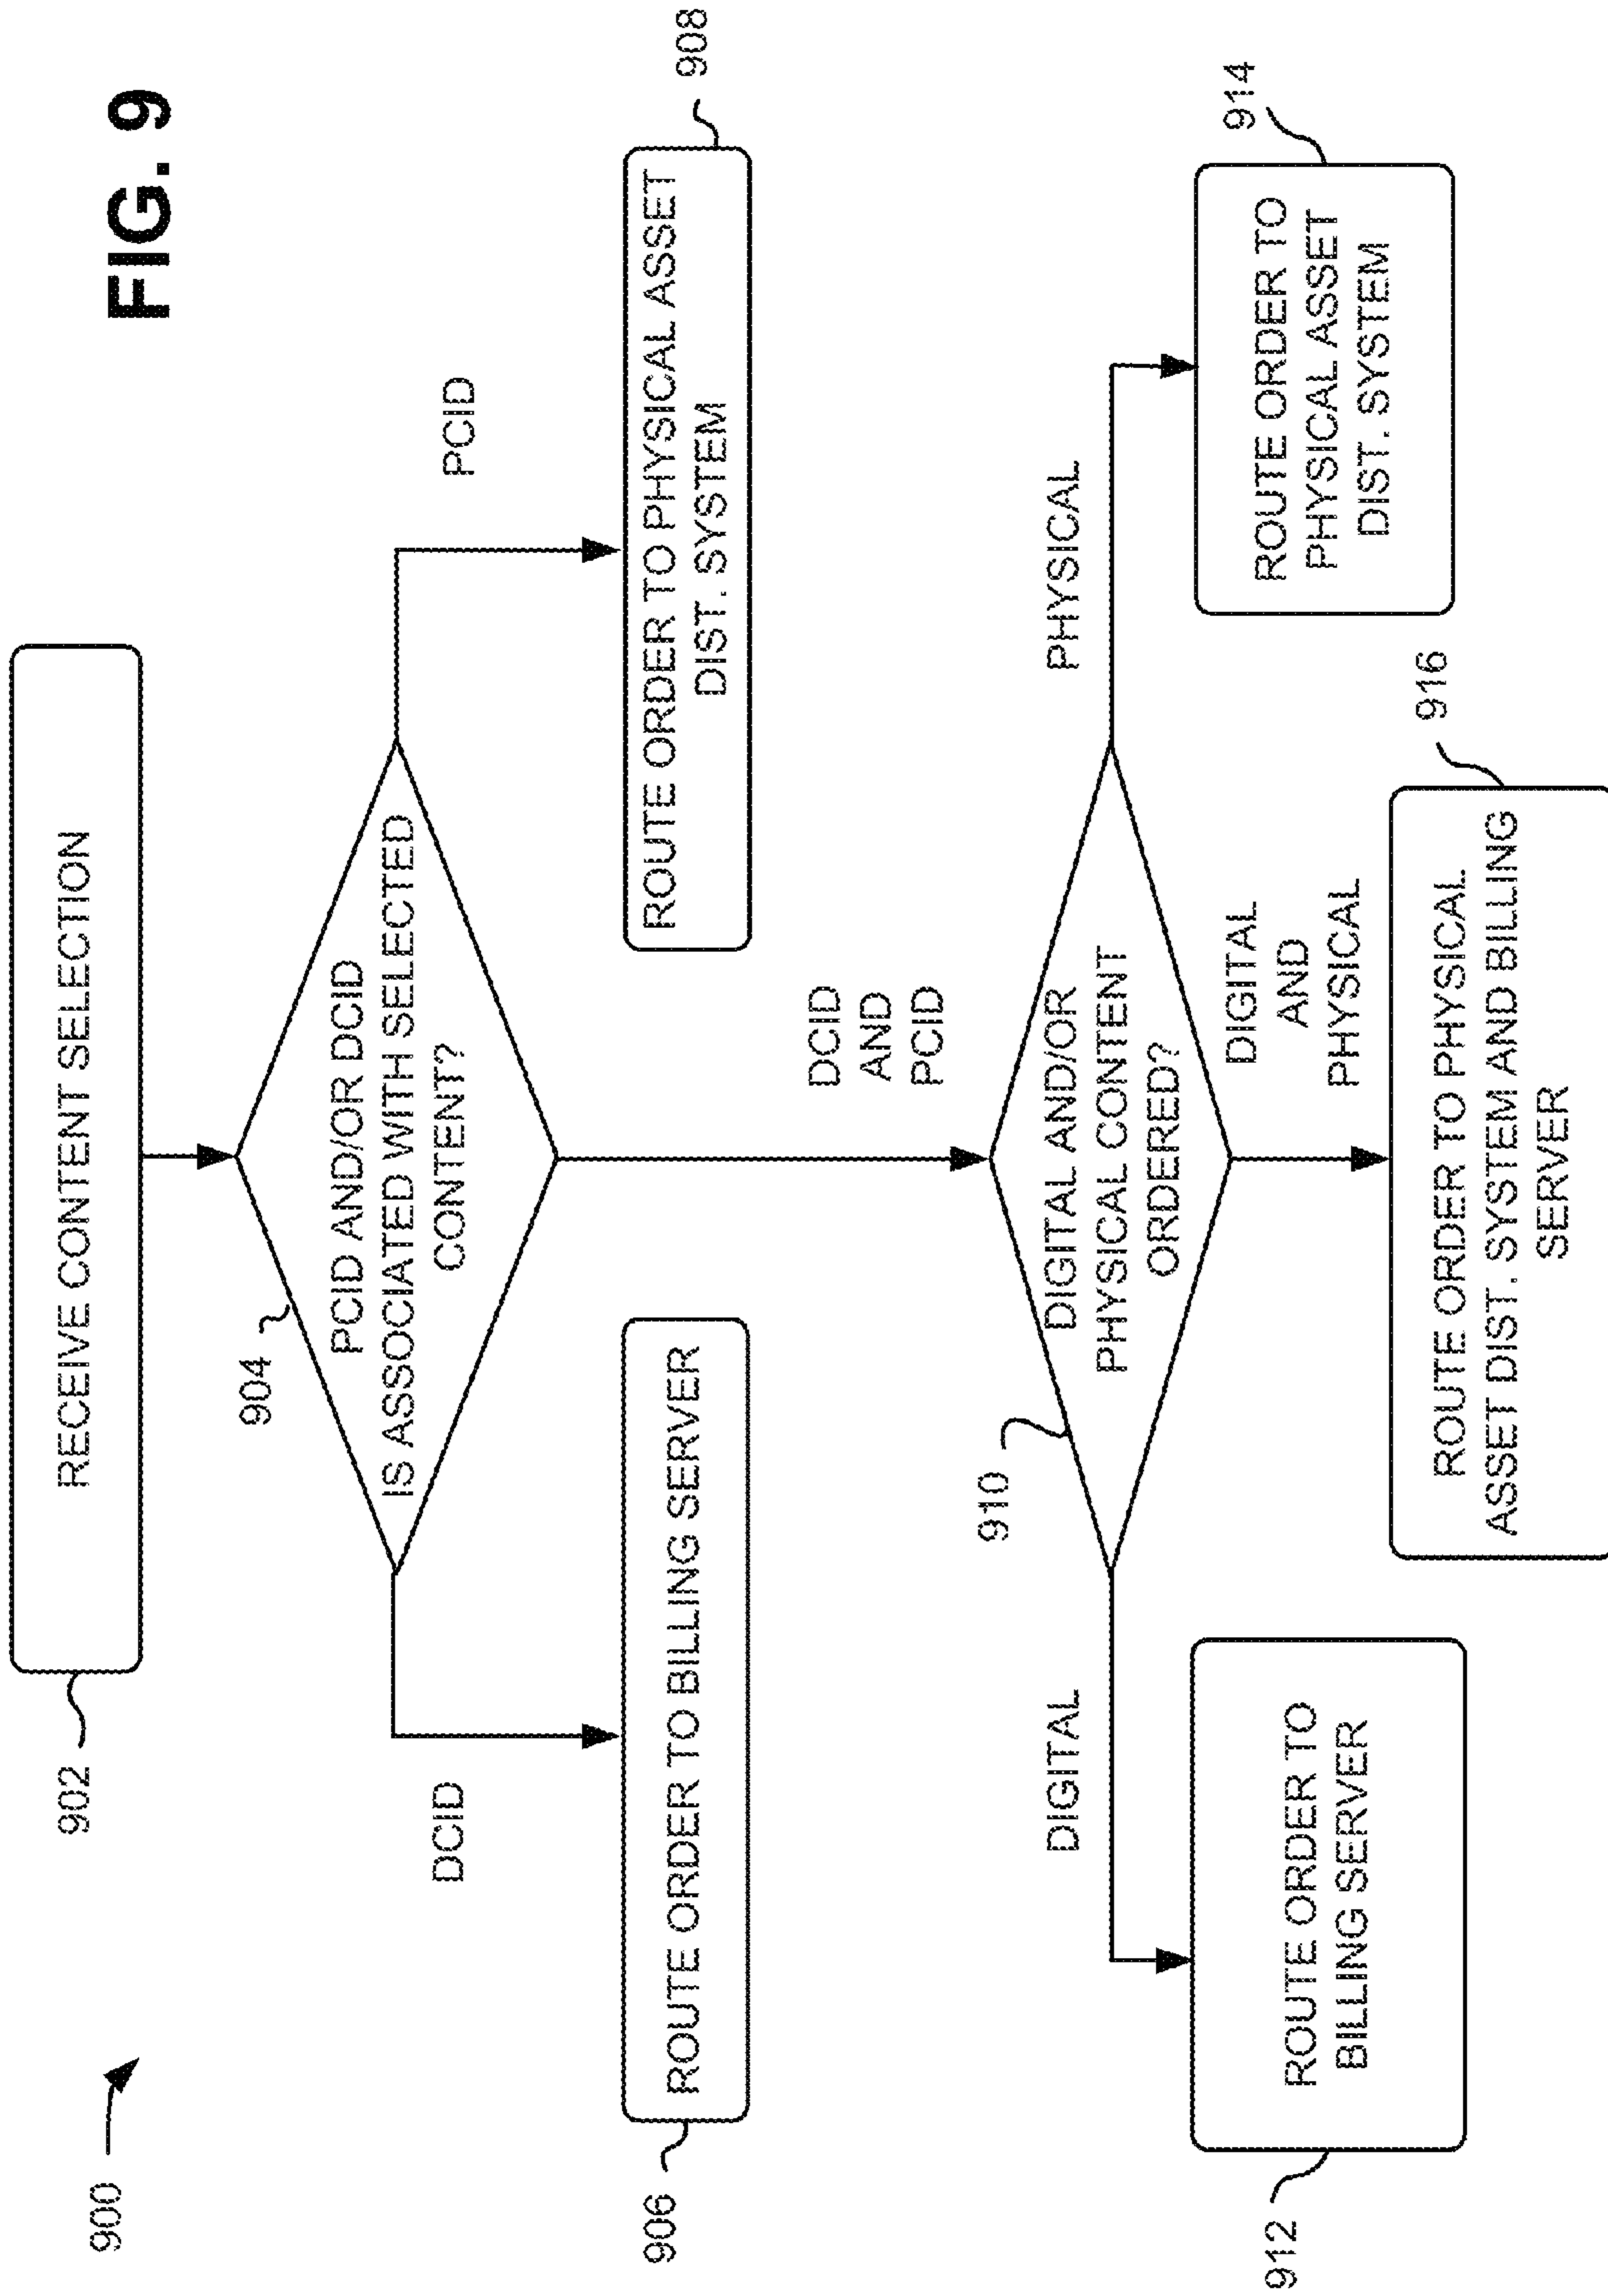 FIG. 9
900
902
RECEIVE CONTENT SELECTION
904
PCID AND/OR DCID
IS ASSOCIATED WITH SELECTED
CONTENT?
DCID
PCID
906
ROUTE ORDER TO BILLING SERVER
ROUTE ORDER TO PHYSICAL ASSET
DIST. SYSTEM
908
DCID
AND
PCID
910
DIGITAL AND/OR
PHYSICAL CONTENT
ORDERED?
DIGITAL
PHYSICAL
DIGITAL
AND
PHYSICAL
912
ROUTE ORDER TO
BILLING SERVER
ROUTE ORDER TO
PHYSICAL ASSET
DIST. SYSTEM
914
916
ROUTE ORDER TO PHYSICAL
ASSET DIST. SYSTEM AND BILLING
SERVER